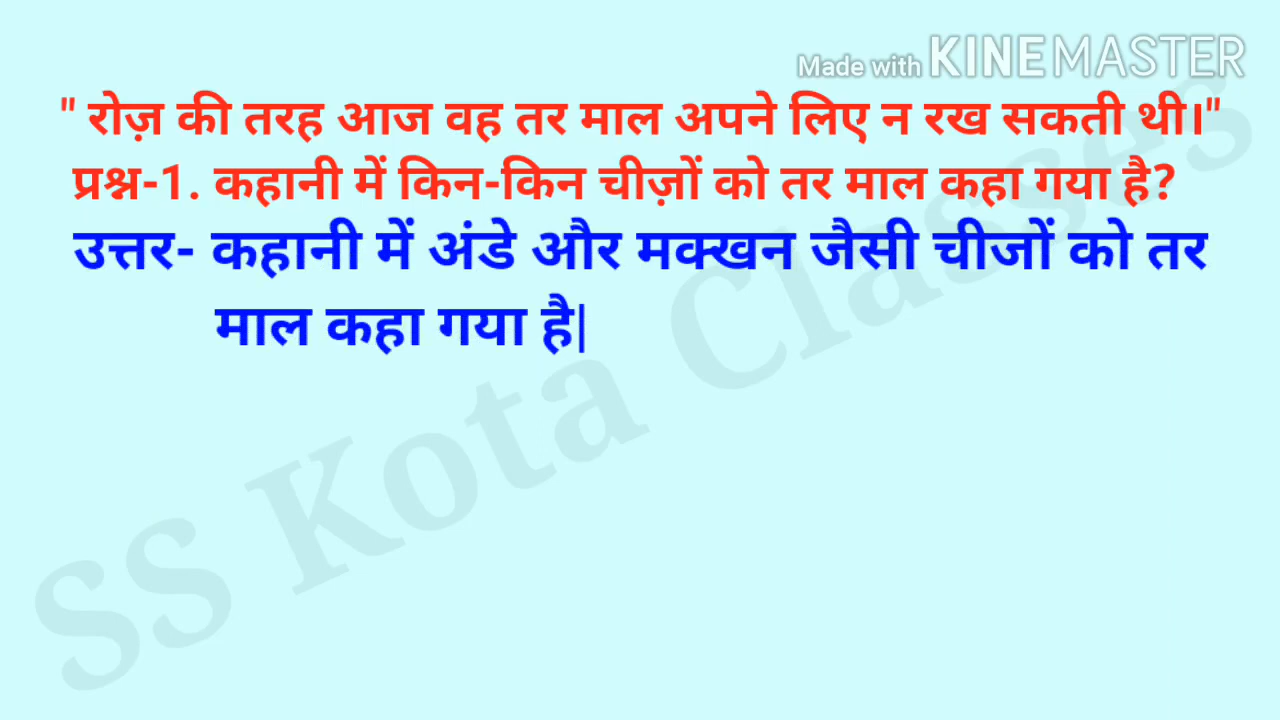 Made with KINEMASTER
" रोज़ की तरह आज वह तर माल अपने लिए न रख सकती थी।"
प्रश्न-1. कहानी में किन-किन चीज़ों को तर माल कहा गया है?
उत्तर- कहानी में अंडे और मक्खन जैसी चीजों को तर
माल कहा गया है|
SS Kota Classes